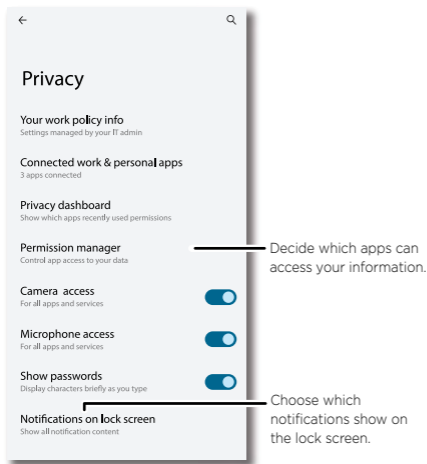 Privacy
Your work policy info
Settings managed by your IT admin
Connected work & personal apps
3 apps connected
Privacy dashboard
Show which apps recently used permissions
Permission manager
Control app access to your data
Decide which apps can
access your information.
Camera access
For all apps and services
Microphone access
For all apps and services
Show passwords
Display characters briefly as you type
Notifications on lock screen
Show all notification content
Choose which
notifications show on
the lock screen.